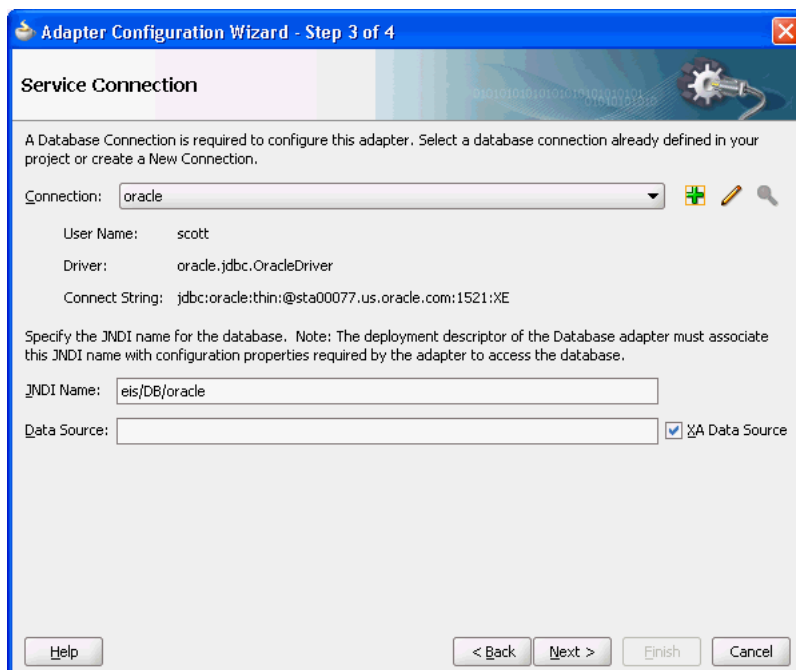 Adapter Configuration Wizard - Step 3 of 4
Service Connection
A Database Connection is required to configure this adapter. Select a database connection already defined in your
project or create a New Connection.
Connection: oracle
User Name: scott
Driver: oracle.jdbc.OracleDriver
Connect String: jdbc:oracle:thin:@sta00077.us.oracle.com:1521:XE
Specify the JNDI name for the database. Note: The deployment descriptor of the Database adapter must associate
this JNDI name with configuration properties required by the adapter to access the database.
JNDI Name: eis/DB/oracle
Data Source: XA Data Source
Help < Back Next > Finish Cancel